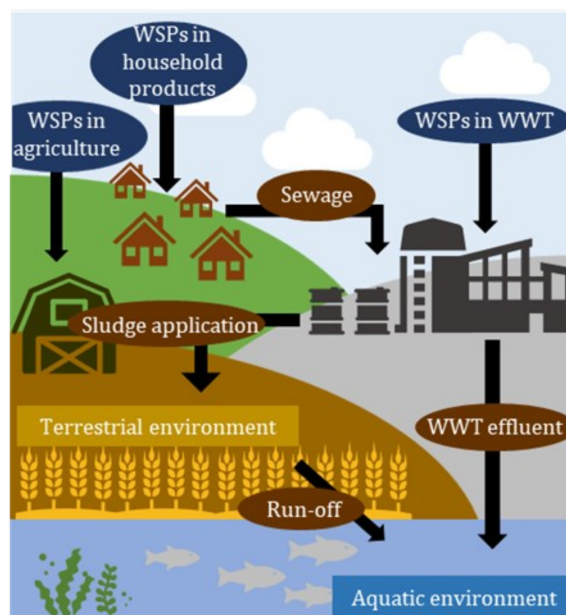 WSPs in
household
products
WSPs in
agriculture
WSPs in WWT
Sewage
Sludge application
Terrestrial environment
WWT effluent
Run-off
Aquatic environment